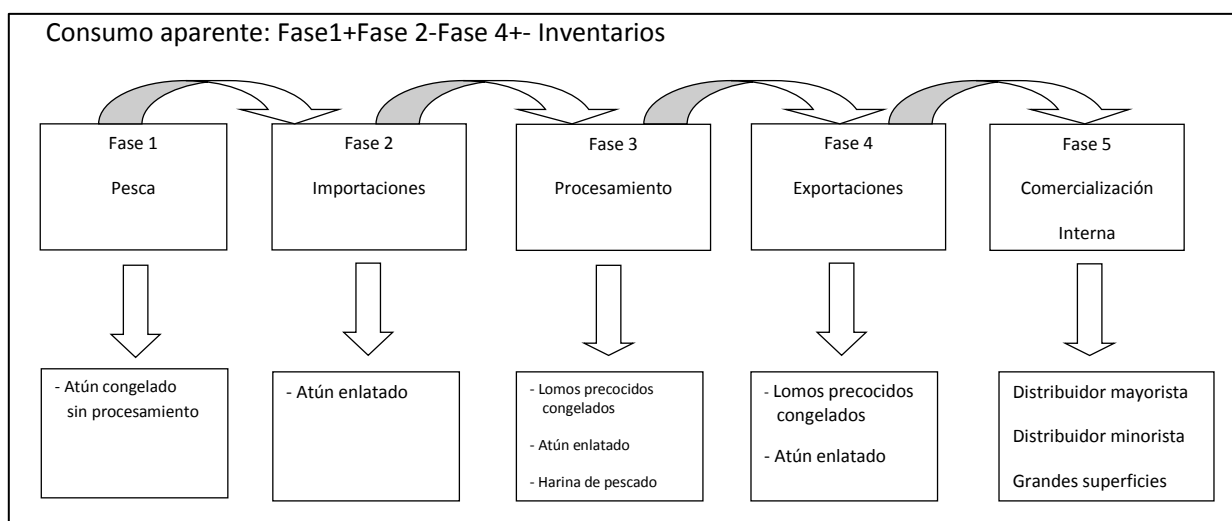 Consumo aparente: Fase1+Fase 2-Fase 4+- Inventarios
Fase 1
Pesca
Fase 2
Importaciones
Fase 3
Procesamiento
Fase 4
Exportaciones
Fase 5
Comercialización
Interna
- Atún congelado
sin procesamiento
- Atún enlatado
- Lomos precocidos
congelados
- Atún enlatado
- Harina de pescado
- Lomos precocidos
congelados
- Atún enlatado
Distribuidor mayorista
Distribuidor minorista
Grandes superficies